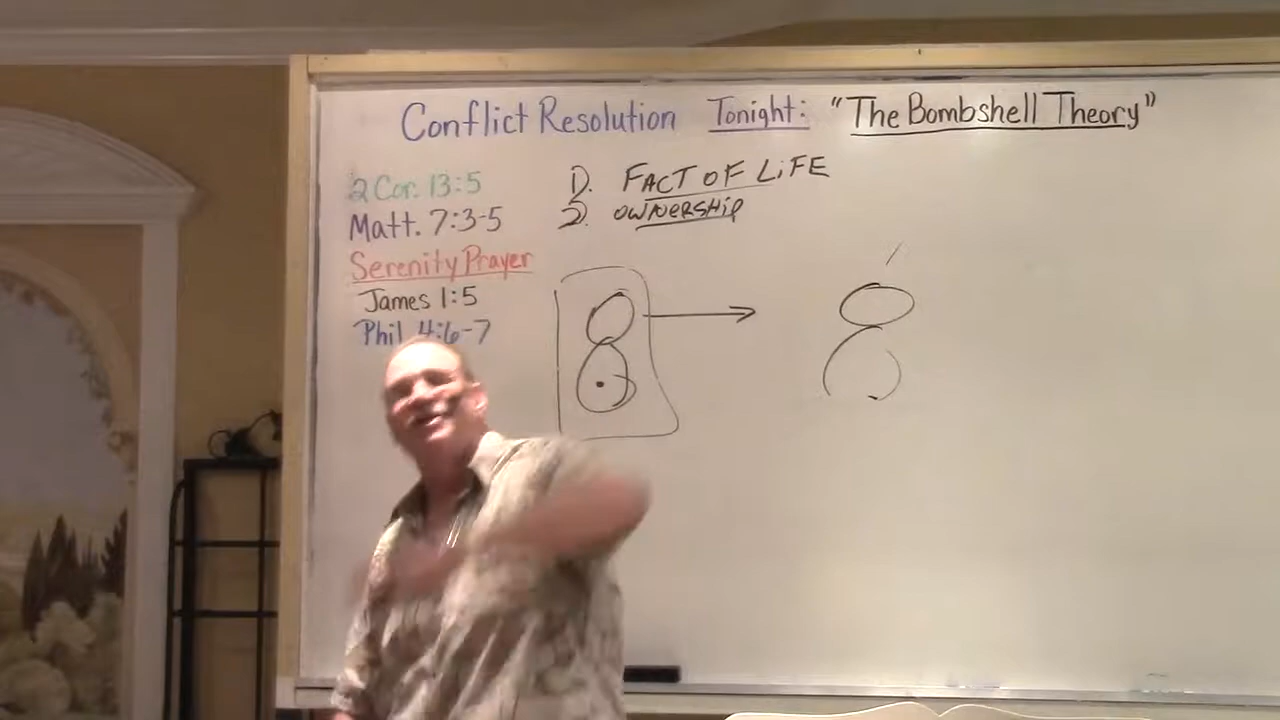 Conflict Resolution Tonight: "The Bombshell Theory"
2 Cor. 13:5
Matt. 7:3-5
Serenity Prayer
James 1:5
Phil. 4:6-7
1). FACT OF LiFE
2). OWNERSHIP